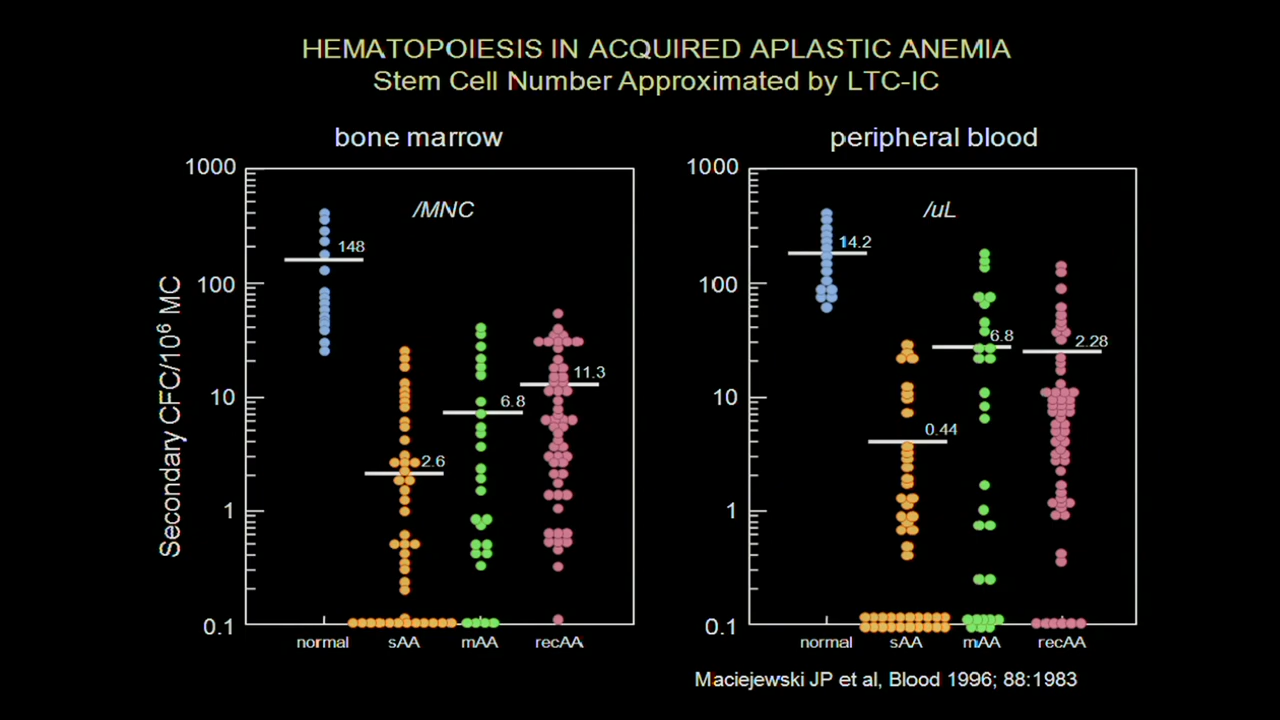 HEMATOPOIESIS IN ACQUIRED APLASTIC ANEMIA
Stem Cell Number Approximated by LTC-IC
bone marrow
peripheral blood
Secondary CFC/10⁶ MC
1000
100
10
1
0.1
/MNC
148
2.6
6.8
11.3
normal
sAA
mAA
recAA
1000
100
10
1
0.1
/uL
14.2
0.44
6.8
2.28
normal
sAA
mAA
recAA
Maciejewski JP et al, Blood 1996; 88:1983